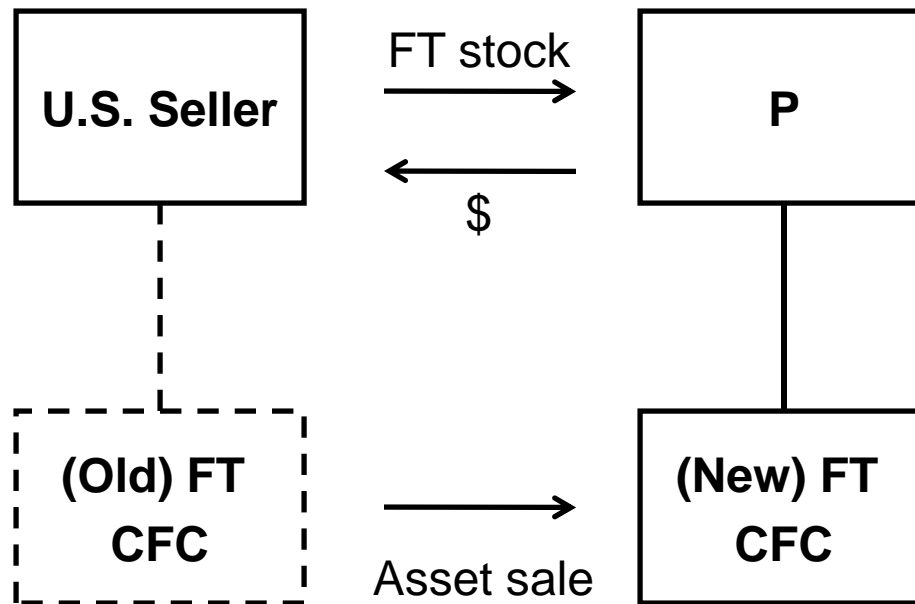 U.S. Seller
FT stock
P
$
(Old) FT
CFC
Asset sale
(New) FT
CFC